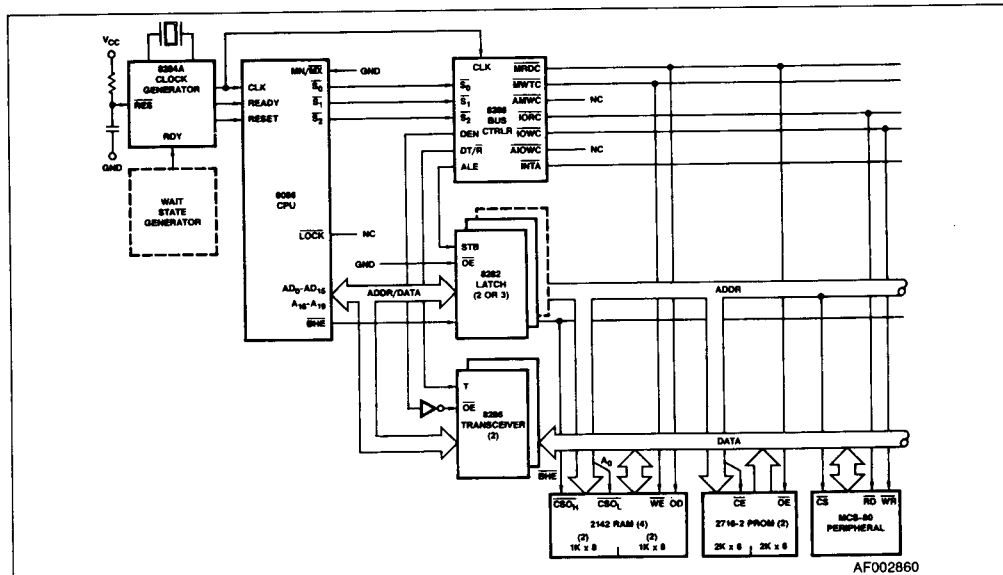 VCC
GND
8284A
CLOCK
GENERATOR
RES
RDY
WAIT
STATE
GENERATOR
MN/MX
GND
CLK
READY
RESET
S0
S1
S2
8086
CPU
LOCK
NC
AD0-AD15
A16-A19
BHE
ADDR/DATA
CLK
S0
S1
S2
DEN
DT/R
ALE
8288
BUS
CTRLR
MRDC
MWTC
AMWC
NC
IORC
IOWC
AIOWC
NC
INTA
STB
OE
GND
8282
LATCH
(2 OR 3)
ADDR
T
OE
8286
TRANSCEIVER
(2)
DATA
BHE
A0
CSOH
CSOL
WE
OD
2142 RAM (4)
(2)
(2)
1K x 8
1K x 8
CE
OE
2716-2 PROM (2)
2K x 8
2K x 8
CS
RD
WR
MCS-80
PERIPHERAL
AF002860